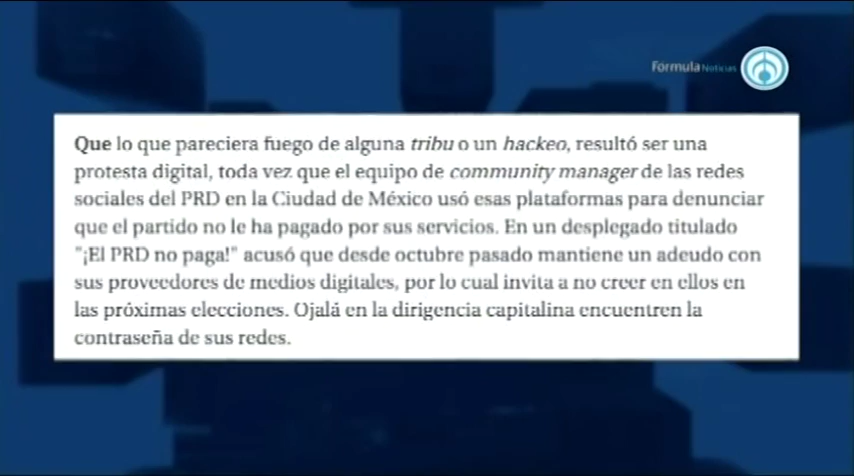 Fórmula Noticias
Que lo que pareciera fuego de alguna tribu o un hackeo, resultó ser una
protesta digital, toda vez que el equipo de community manager de las redes
sociales del PRD en la Ciudad de México usó esas plataformas para denunciar
que el partido no le ha pagado por sus servicios. En un desplegado titulado
"¡El PRD no paga!" acusó que desde octubre pasado mantiene un adeudo con
sus proveedores de medios digitales, por lo cual invita a no creer en ellos en
las próximas elecciones. Ojalá en la dirigencia capitalina encuentren la
contraseña de sus redes.